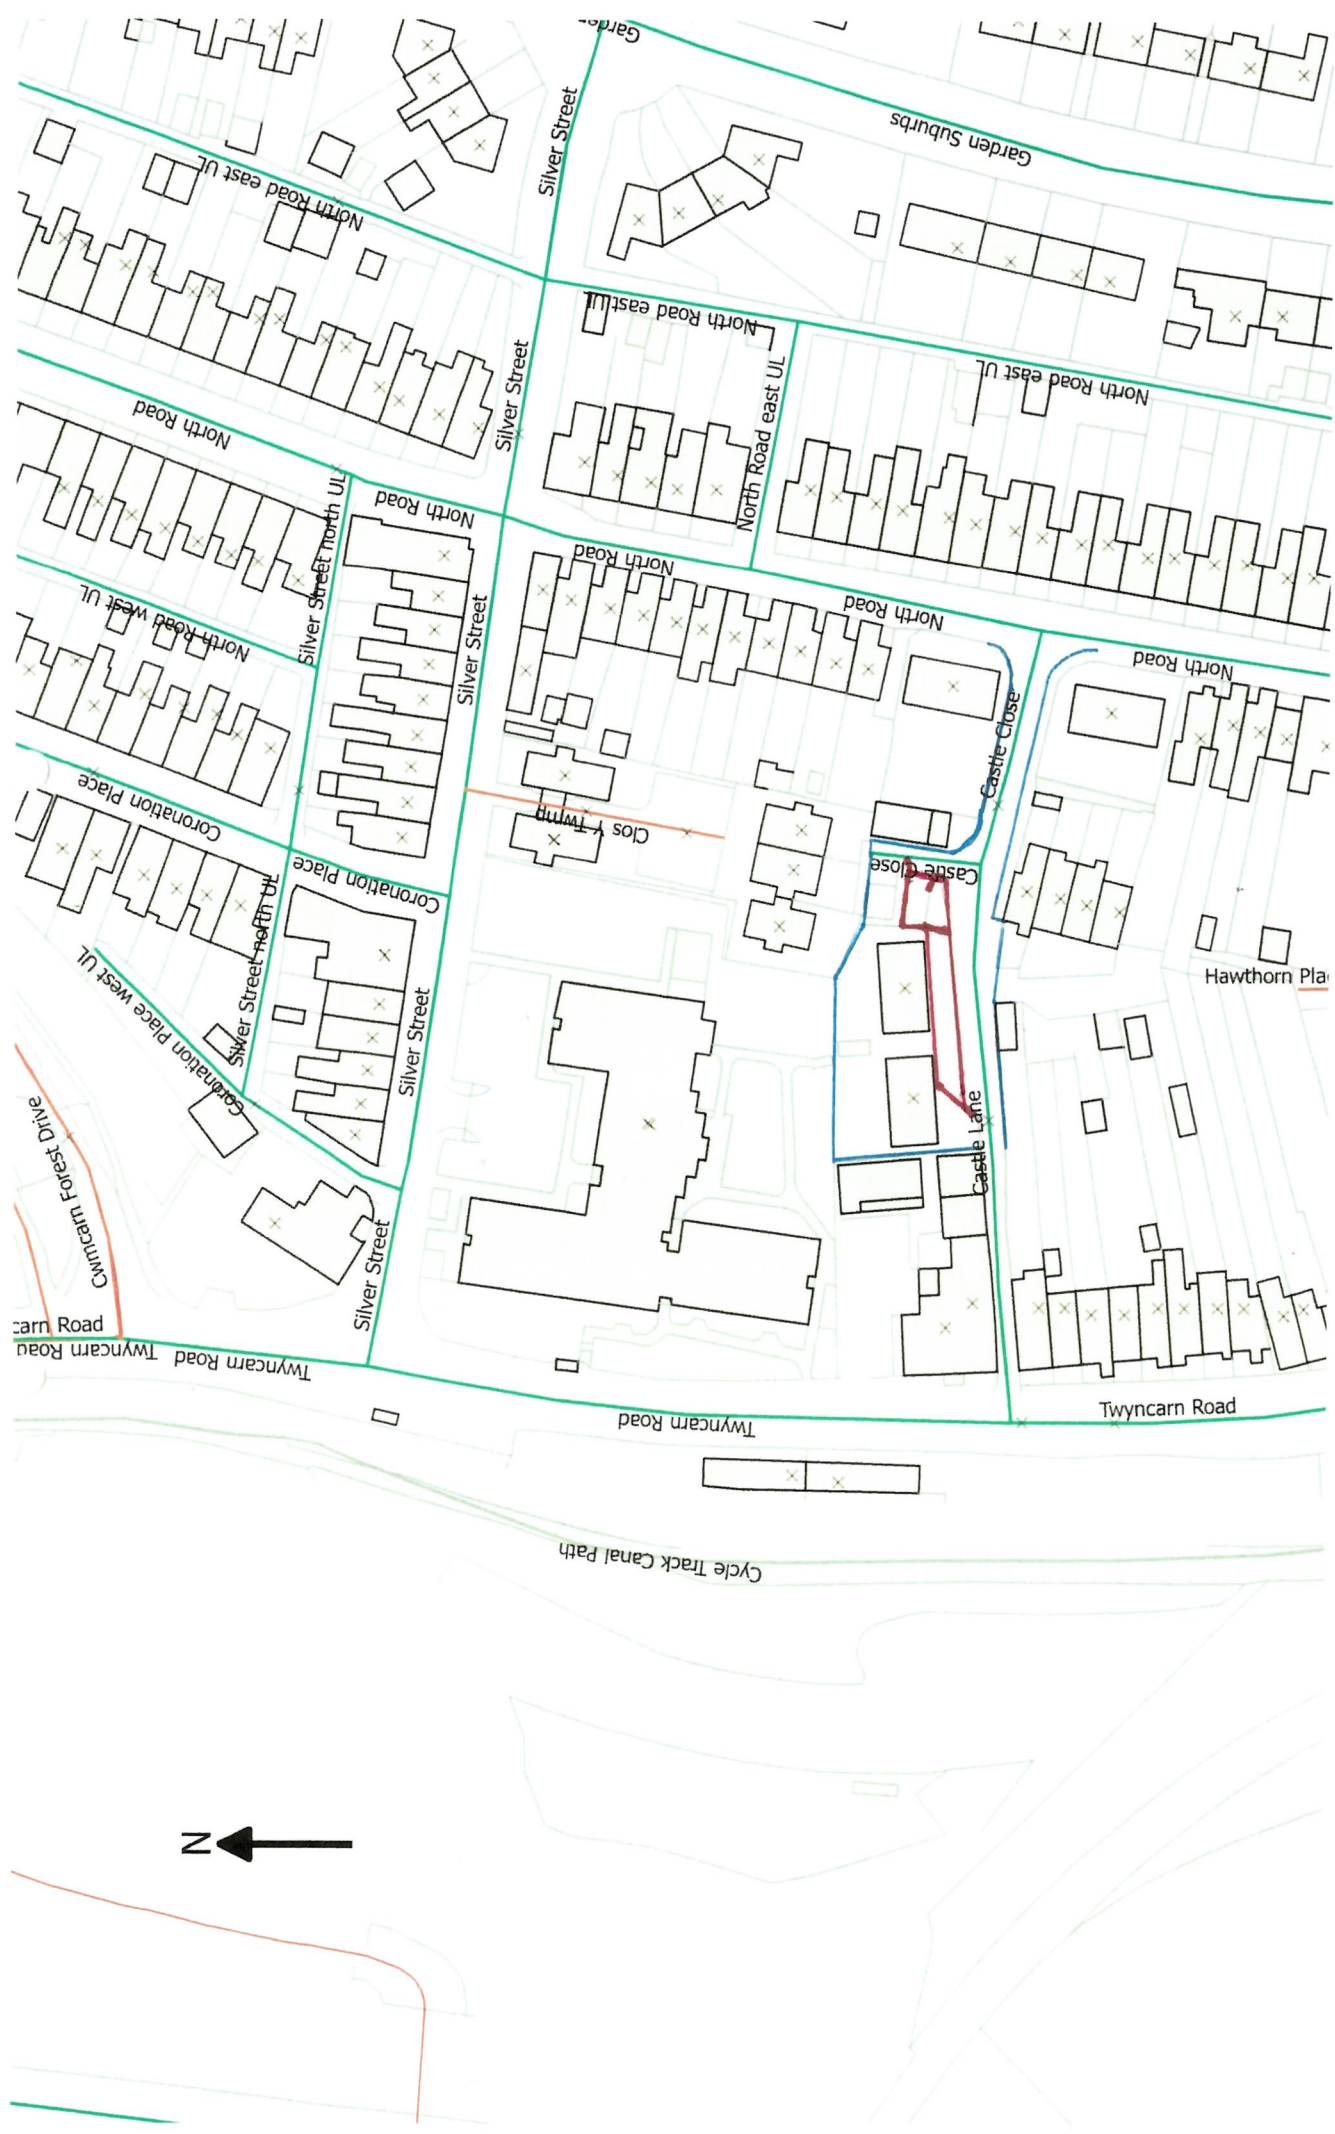 Garden
Silver Street
Garden Suburbs
North Road east UL
North Road east UL
Silver Street
North Road east UL
North Road east UL
North Road
North Road
North Road
Silver Street north UL
North Road west UL
Silver Street
North Road
North Road
Castle Close
Clos Y Twmp
Coronation Place
Coronation Place
Castle Close
Silver Street north UL
Coronation Place west UL
Silver Street
Hawthorn Pla
Castle Lane
Cwmcarn Forest Drive
Silver Street
carn Road
Twyncarn Road
Twyncarn Road
Twyncarn Road
Twyncarn Road
Cycle Track Canal Path
N